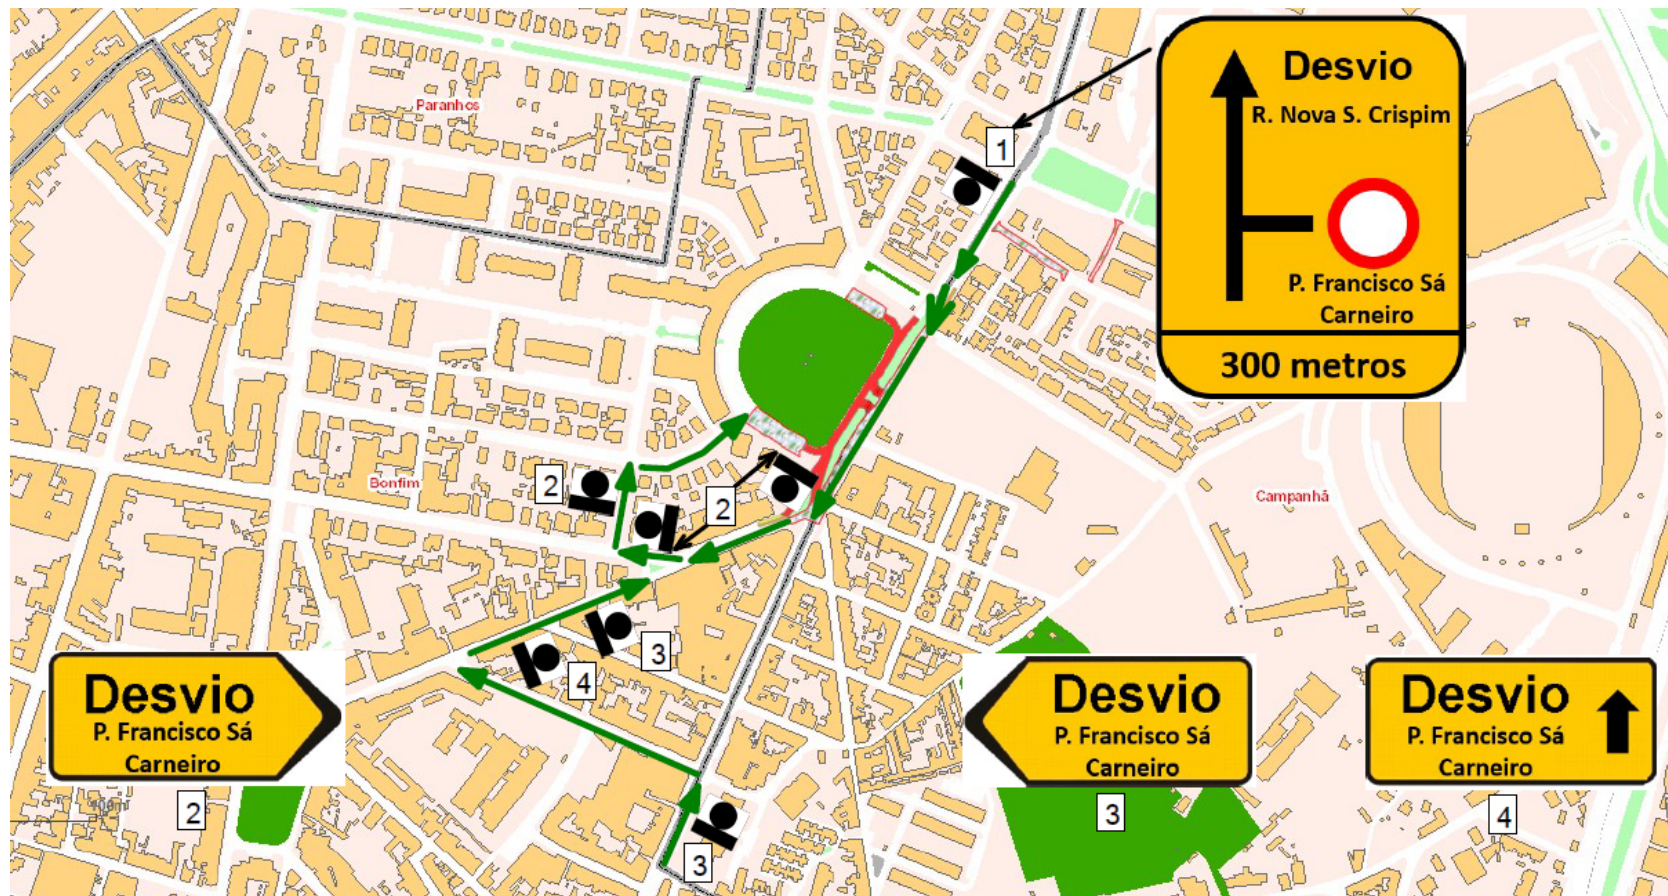 Desvio
R. Nova S. Crispim
P. Francisco Sá
Carneiro
300 metros
Paranhos
1
Bonfim
2
2
Campanhã
3
4
Desvio
P. Francisco Sá
Carneiro
2
3
Desvio
P. Francisco Sá
Carneiro
3
Desvio
P. Francisco Sá
Carneiro
4